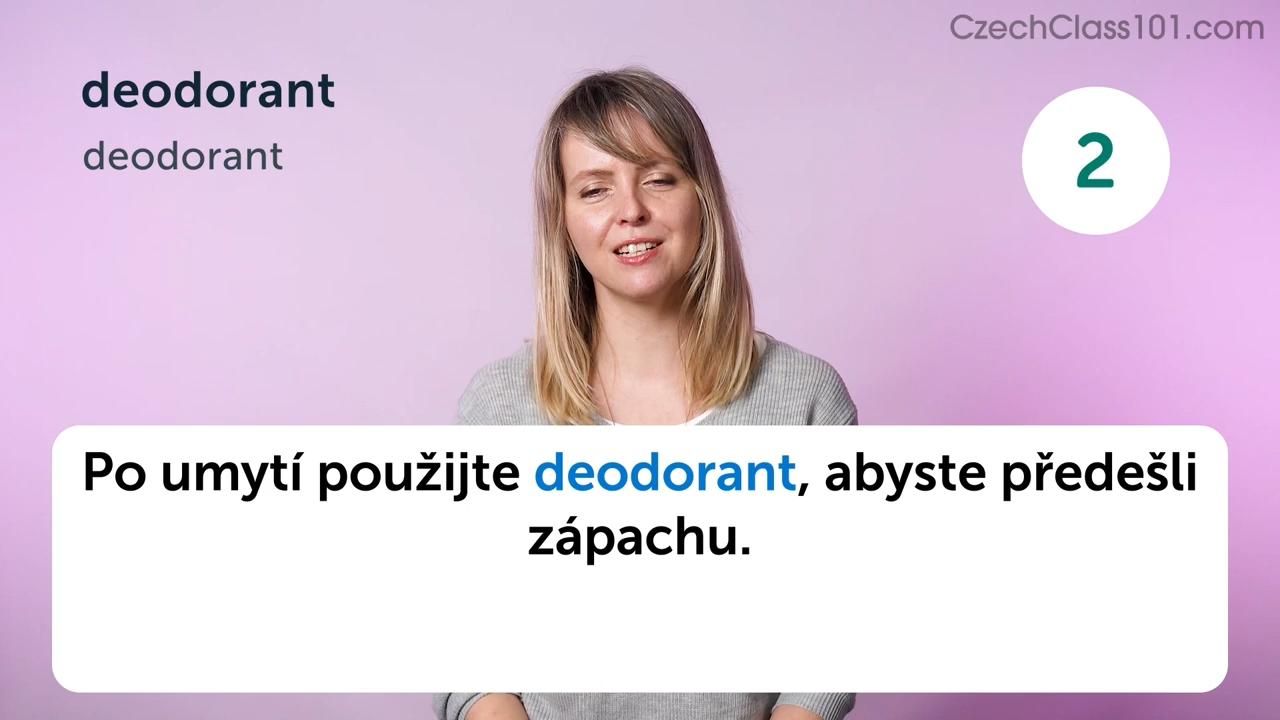 CzechClass101.com
deodorant
deodorant
2
Po umytí použijte deodorant, abyste předešli
zápachu.